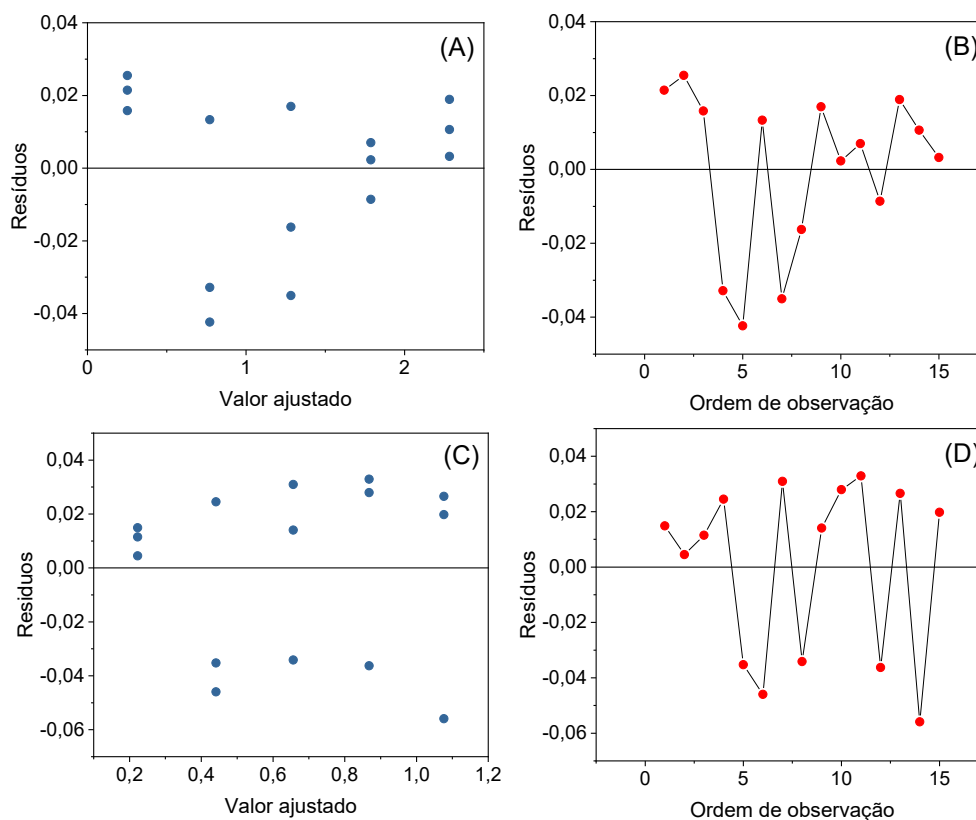 (A)
Resíduos
0,04
0,02
0,00
-0,02
-0,04
0 1 2
Valor ajustado
(B)
Resíduos
0,04
0,02
0,00
-0,02
-0,04
0 5 10 15
Ordem de observação
(C)
Residuos
0,04
0,02
0,00
-0,02
-0,04
-0,06
0,2 0,4 0,6 0,8 1,0 1,2
Valor ajustado
(D)
Resíduos
0,04
0,02
0,00
-0,02
-0,04
-0,06
0 5 10 15
Ordem de observação